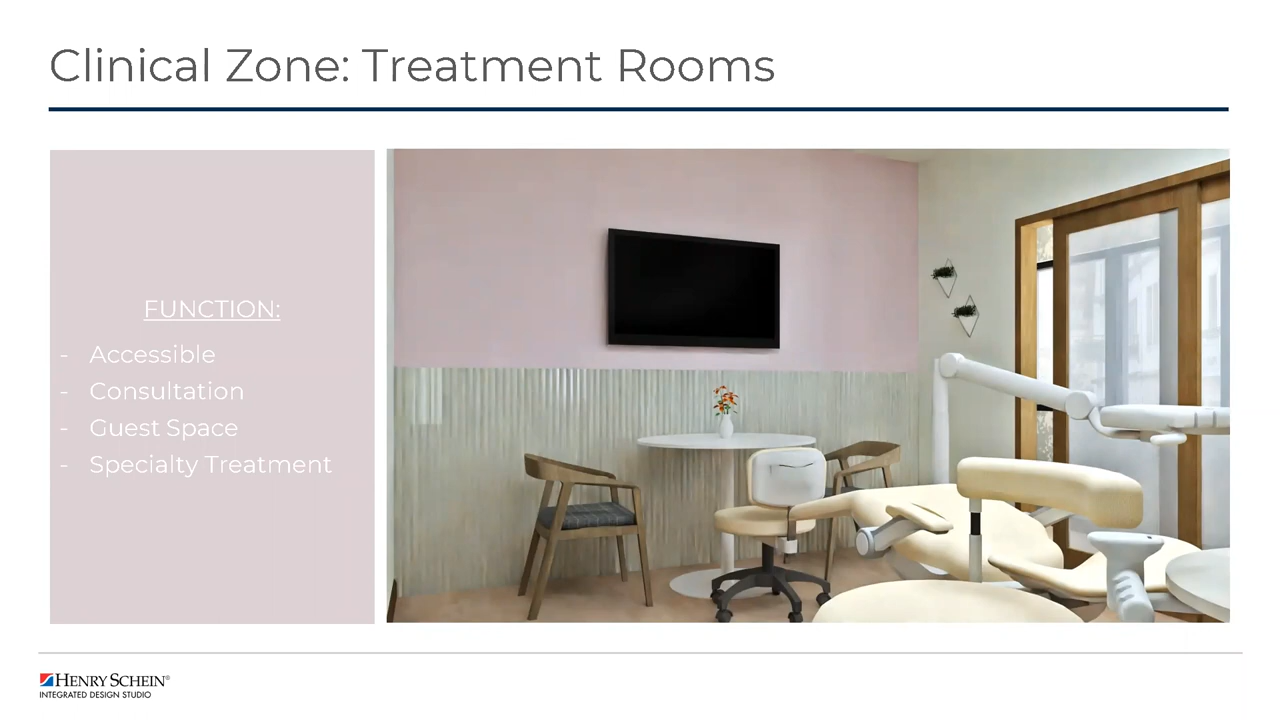 Clinical Zone: Treatment Rooms
FUNCTION:
- Accessible
- Consultation
- Guest Space
- Specialty Treatment
HENRY SCHEIN®
INTEGRATED DESIGN STUDIO